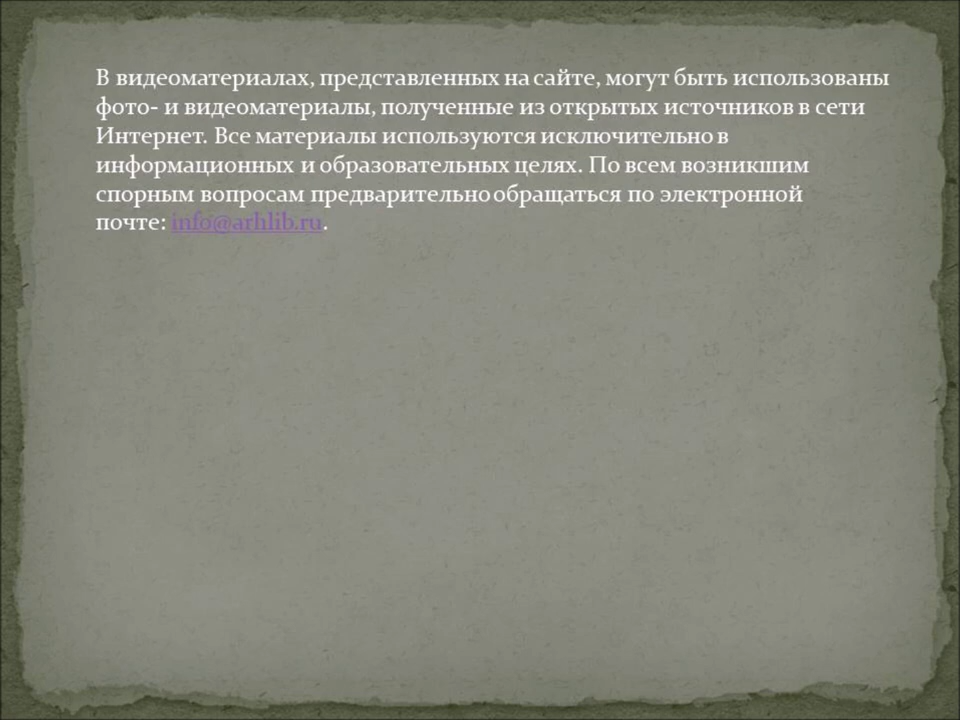 В видеоматериалах, представленных на сайте, могут быть использованы
фото- и видеоматериалы, полученные из открытых источников в сети
Интернет. Все материалы используются исключительно в
информационных и образовательных целях. По всем возникшим
спорным вопросам предварительно обращаться по электронной
почте: info@arhlib.ru.